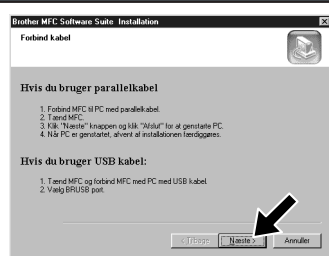 Brother MFC Software Suite Installation
Forbind kabel
Hvis du bruger parallelkabel
1. Forbind MFC til PC med parallelkabel.
2. Tænd MFC.
3. Klik "Næste" knappen og klik "Afslut" for at genstarte PC.
4. Når PC er genstartet, afvent af installationen færdiggøres.
Hvis du bruger USB kabel:
1. Tænd MFC og forbind MFC med PC med USB kabel.
2. Vælg BRUSB port.
< Tilbage Næste > Annuller